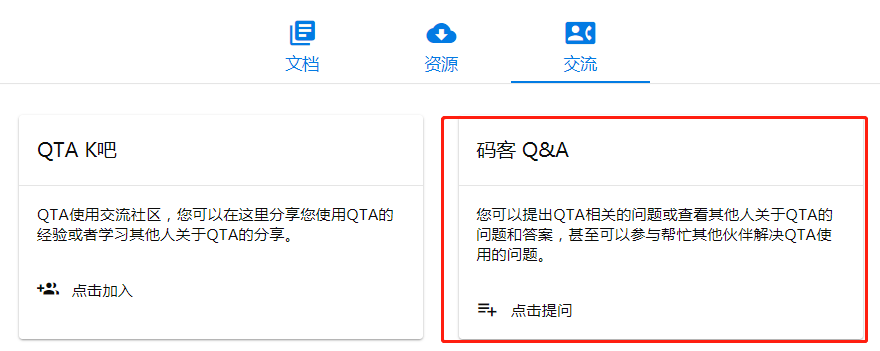 文档 资源 交流
QTA K吧
QTA使用交流社区，您可以在这里分享您使用QTA的
经验或者学习其他人关于QTA的分享。
点击加入
码客 Q&A
您可以提出QTA相关的问题或查看其他人关于QTA的
问题和答案，甚至可以参与帮忙其他伙伴解决QTA使
用的问题。
点击提问